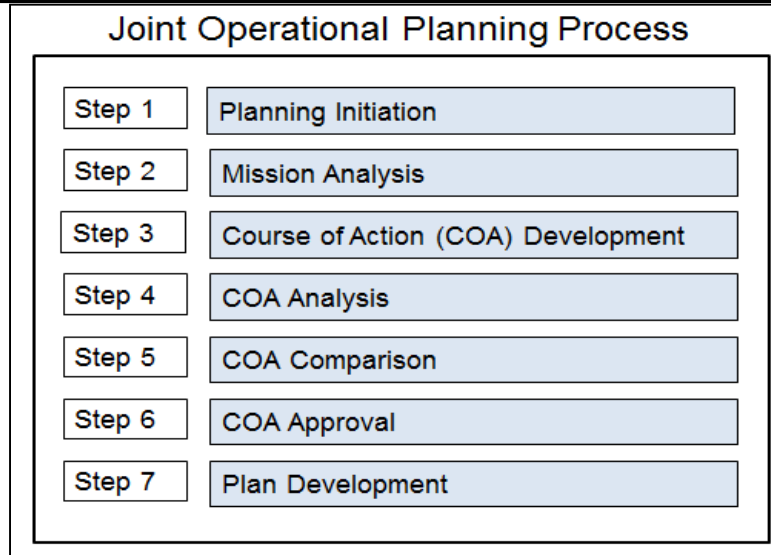 Joint Operational Planning Process
Step 1 Planning Initiation
Step 2 Mission Analysis
Step 3 Course of Action (COA) Development
Step 4 COA Analysis
Step 5 COA Comparison
Step 6 COA Approval
Step 7 Plan Development